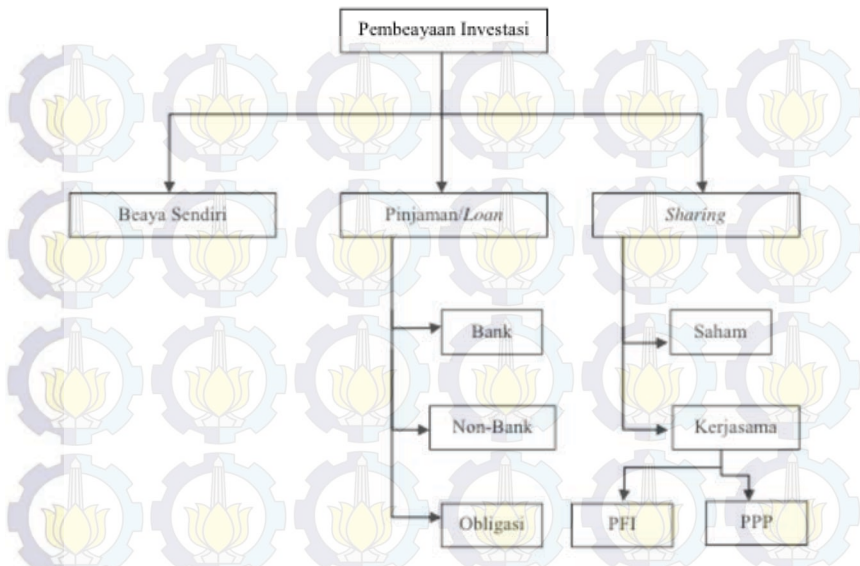 Pembeayaan Investasi
Beaya Sendiri
Pinjaman/Loan
Sharing
Bank
Saham
Non-Bank
Kerjasama
Obligasi
PFI
PPP